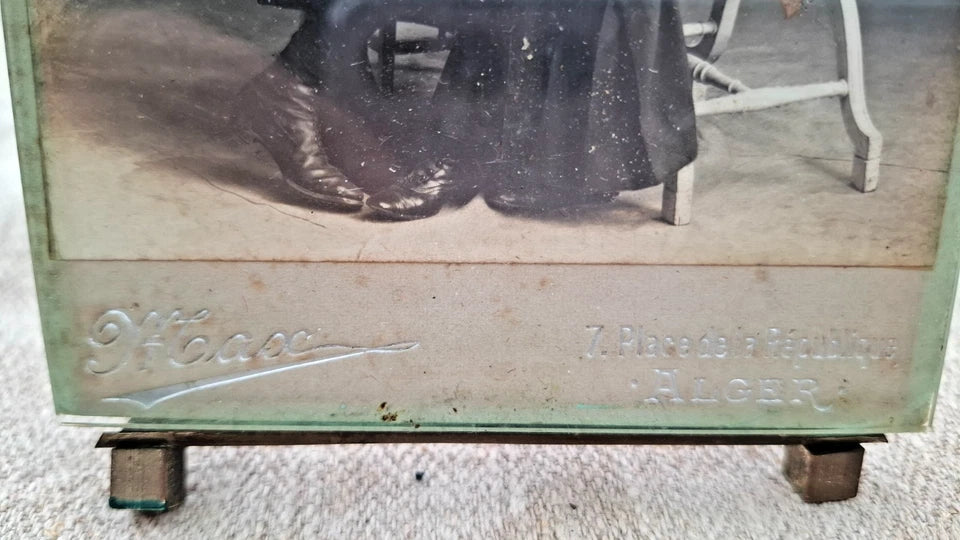 Max
7. Place de la République
ALGER